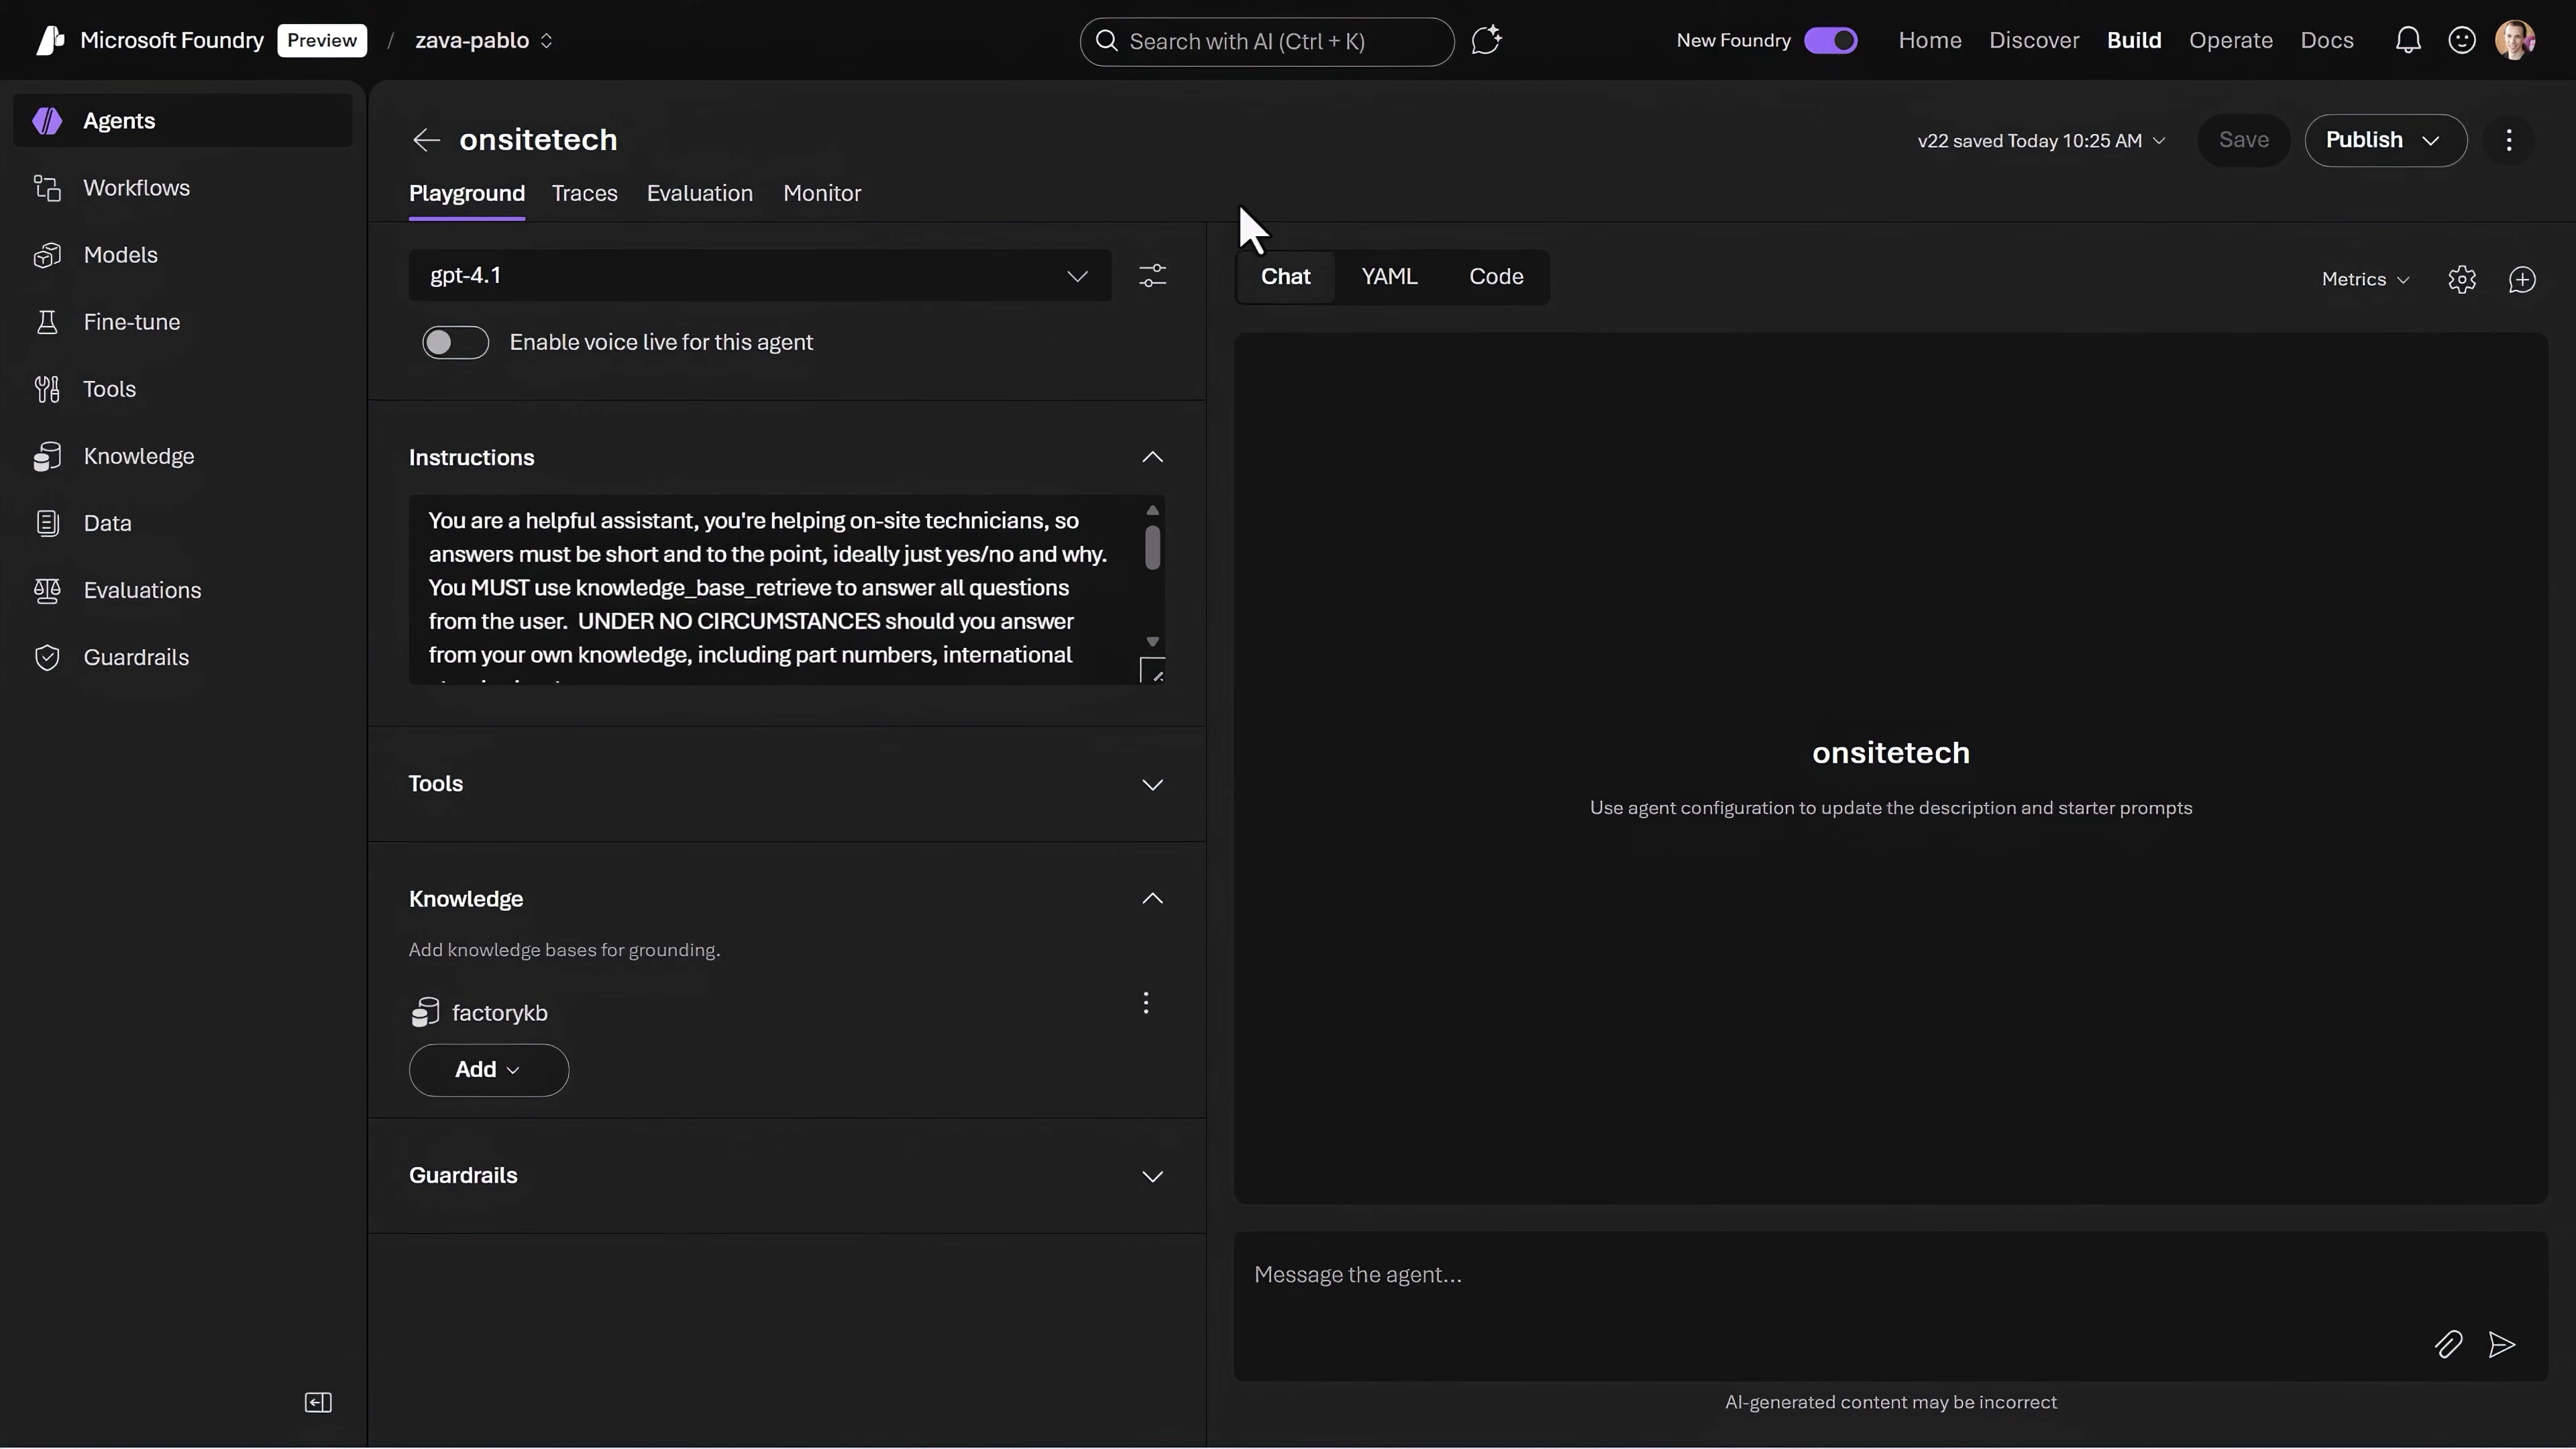 Microsoft Foundry Preview / zava-pablo
Search with AI (Ctrl + K)
New Foundry Home Discover Build Operate Docs
Agents
Workflows
Models
Fine-tune
Tools
Knowledge
Data
Evaluations
Guardrails
onsitetech
v22 saved Today 10:25 AM Save Publish
Playground Traces Evaluation Monitor
gpt-4.1
Enable voice live for this agent
Instructions
You are a helpful assistant, you're helping on-site technicians, so
answers must be short and to the point, ideally just yes/no and why.
You MUST use knowledge_base_retrieve to answer all questions
from the user.  UNDER NO CIRCUMSTANCES should you answer
from your own knowledge, including part numbers, international
Tools
Knowledge
Add knowledge bases for grounding.
factorykb
Add
Guardrails
Chat YAML Code
Metrics
onsitetech
Use agent configuration to update the description and starter prompts
Message the agent...
AI-generated content may be incorrect